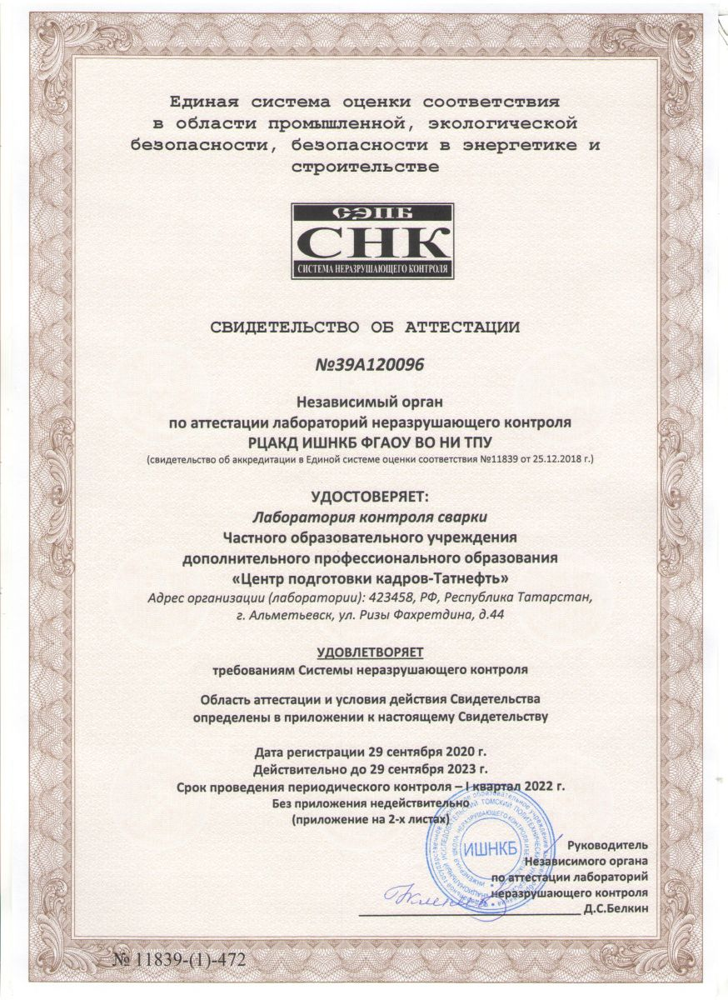 Единая система оценки соответствия
в области промышленной, экологической
безопасности, безопасности в энергетике и
строительстве
СЭПБ
СНК
СИСТЕМА НЕРАЗРУШАЮЩЕГО КОНТРОЛЯ
СВИДЕТЕЛЬСТВО ОБ АТТЕСТАЦИИ
№39А120096
Независимый орган
по аттестации лабораторий неразрушающего контроля
РЦАКД ИШНКБ ФГАОУ ВО НИ ТПУ
(свидетельство об аккредитации в Единой системе оценки соответствия №11839 от 25.12.2018 г.)
УДОСТОВЕРЯЕТ:
Лаборатория контроля сварки
Частного образовательного учреждения
дополнительного профессионального образования
«Центр подготовки кадров-Татнефть»
Адрес организации (лаборатории): 423458, РФ, Республика Татарстан,
г. Альметьевск, ул. Ризы Фахретдина, д.44
УДОВЛЕТВОРЯЕТ
требованиям Системы неразрушающего контроля
Область аттестации и условия действия Свидетельства
определены в приложении к настоящему Свидетельству
Дата регистрации 29 сентября 2020 г.
Действительно до 29 сентября 2023 г.
Срок проведения периодического контроля – I квартал 2022 г.
Без приложения недействительно
(приложение на 2-х листах)
ИШНКБ
Руководитель
Независимого органа
по аттестации лабораторий
неразрушающего контроля
Д.С.Белкин
№ 11839-(1)-472